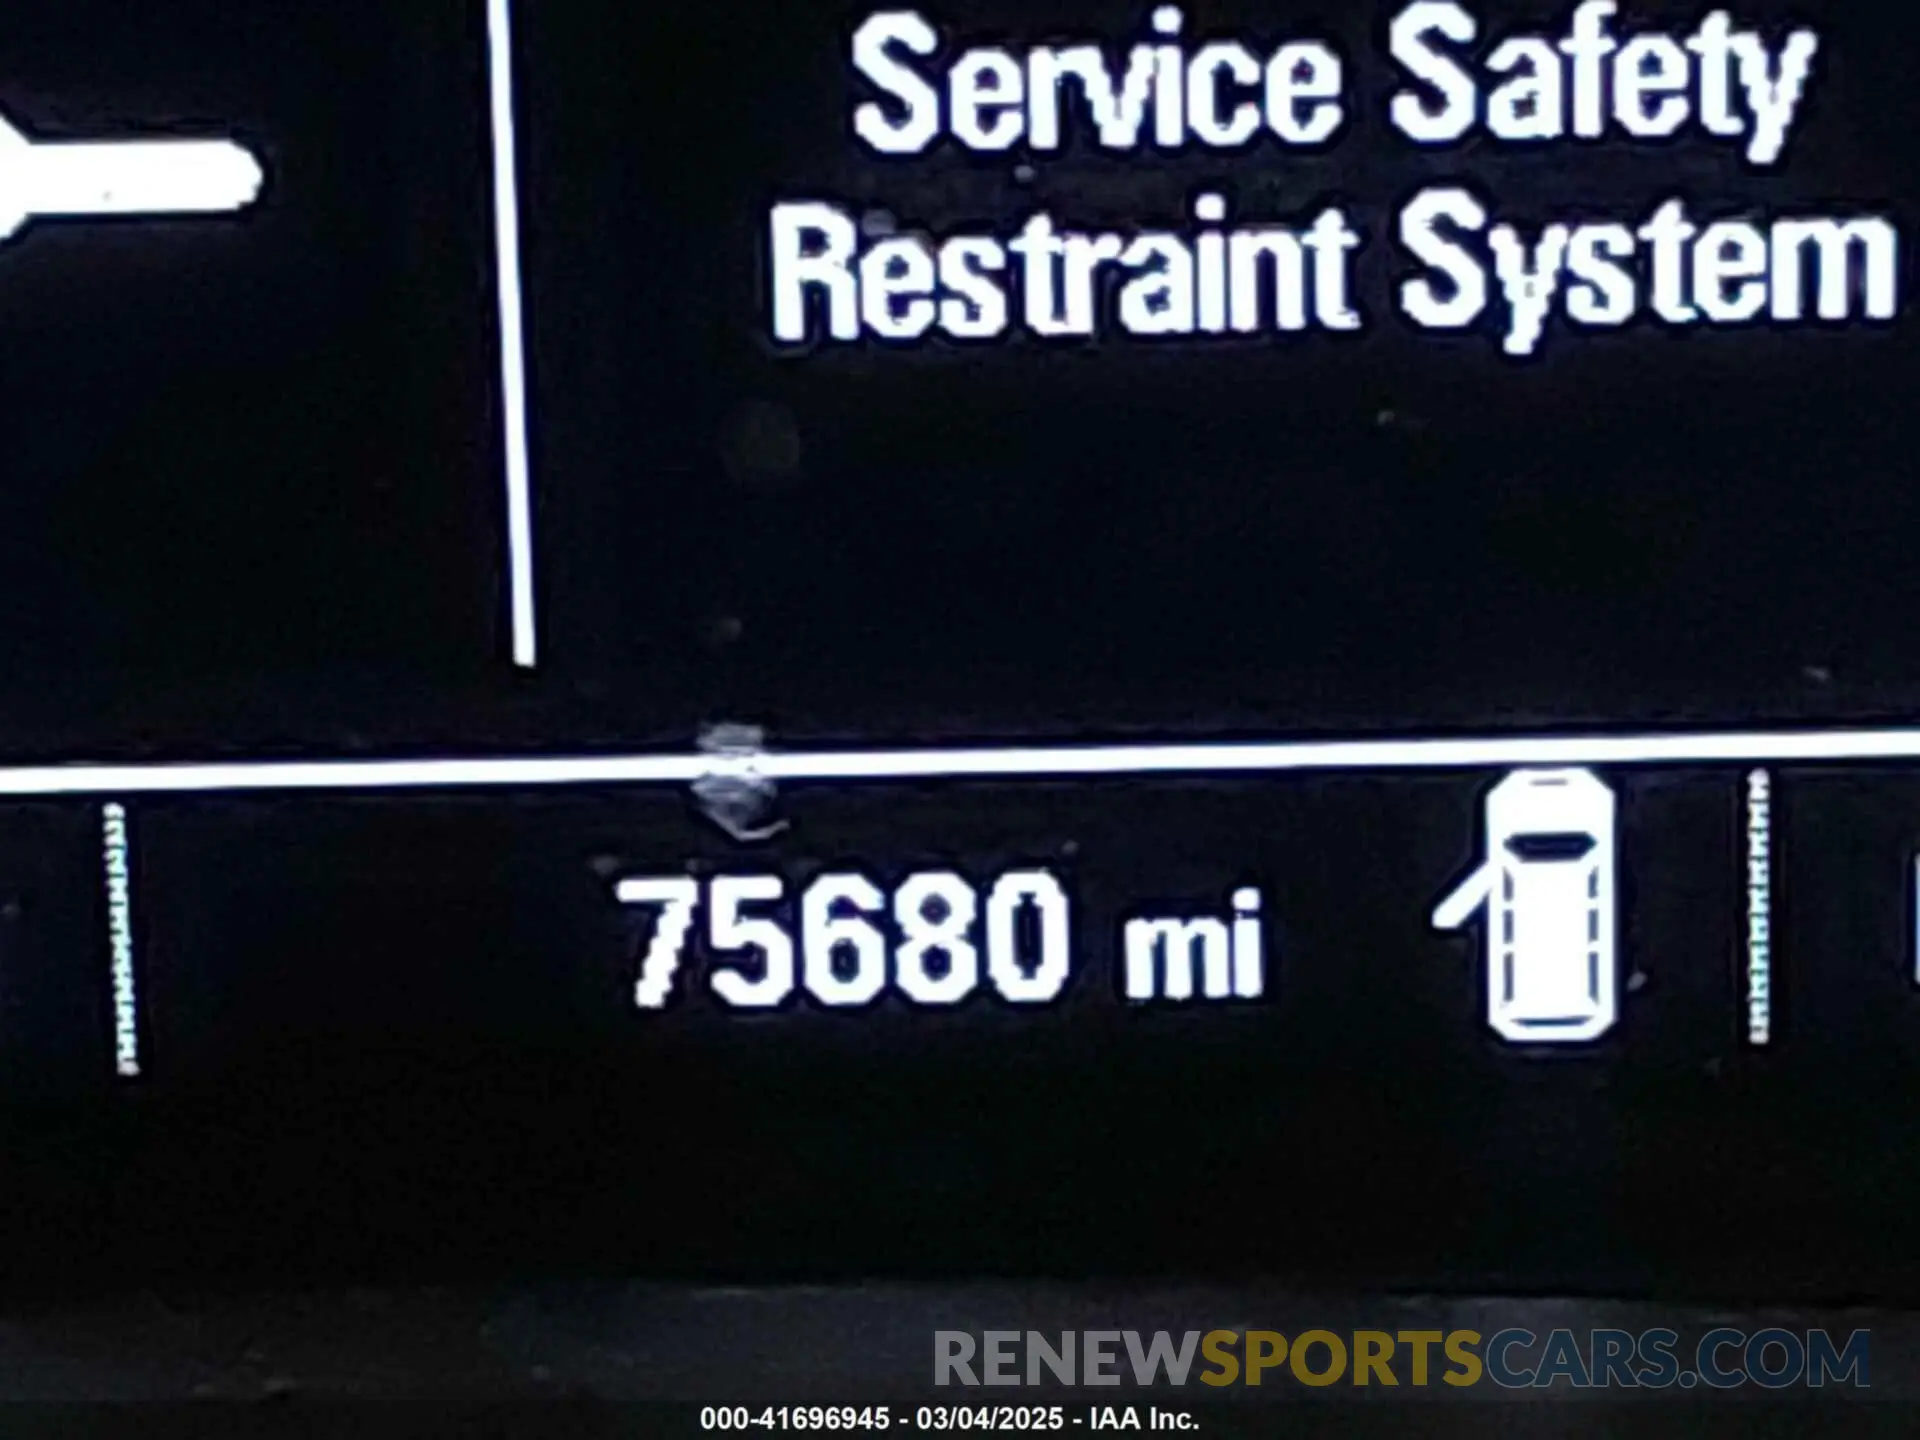 Service Safety
Restraint System
75680 mi
RENEWSPORTSCARS.COM
000-41696945 - 03/04/2025 - IAA Inc.